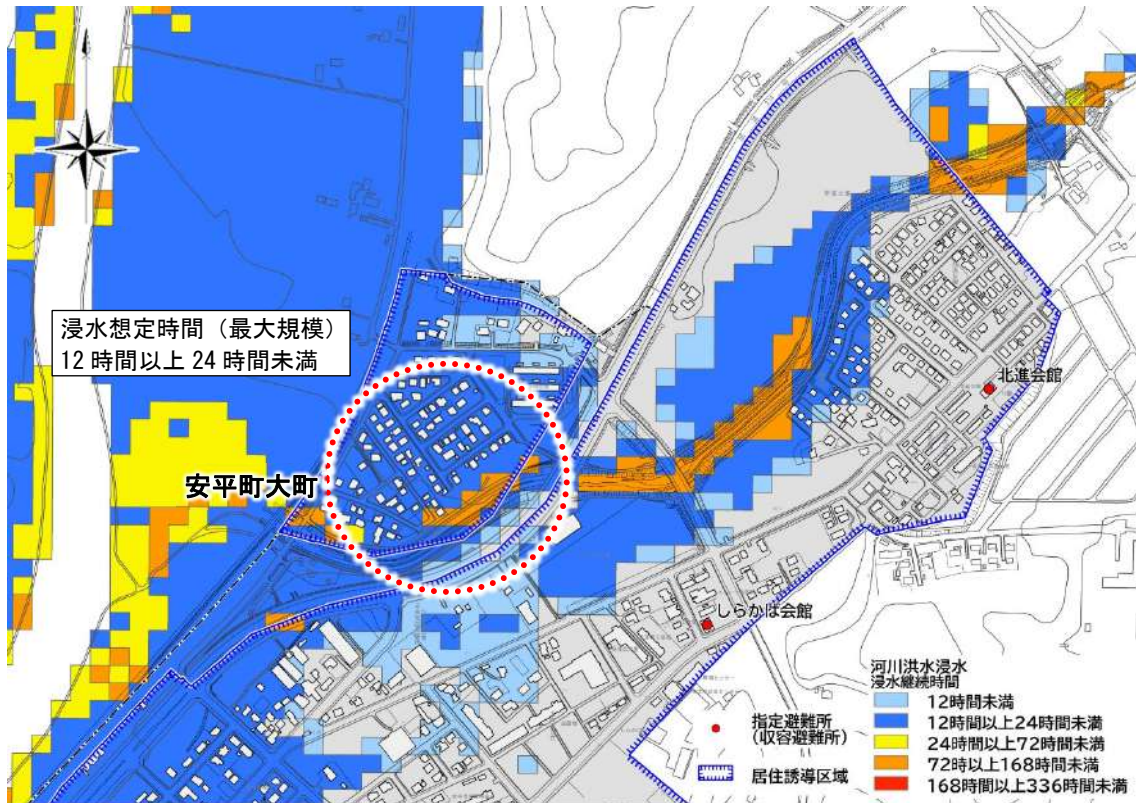 浸水想定時間（最大規模）
12時間以上24時間未満
安平町大町
北進会館
しらかば会館
指定避難所
（収容避難所）
居住誘導区域
河川洪水浸水
浸水継続時間
12時間未満
12時間以上24時間未満
24時間以上72時間未満
72時以上168時間未満
168時間以上336時間未満